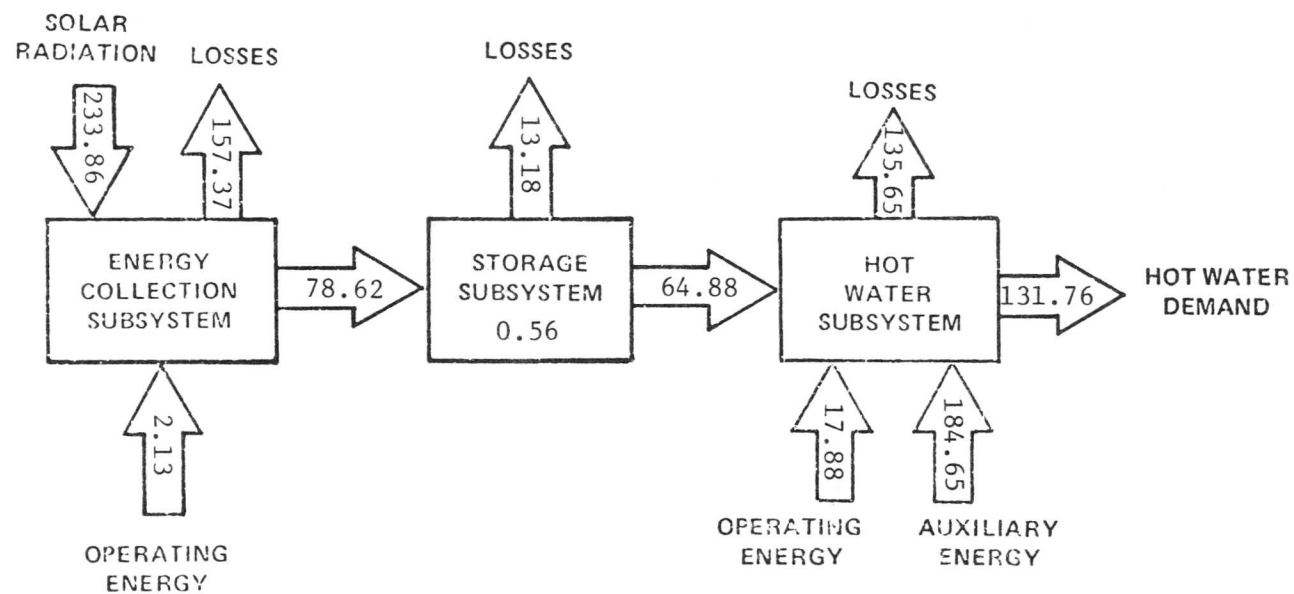 SOLAR
RADIATION
LOSSES
LOSSES
LOSSES
233.86
157.37
13.18
135.65
ENERGY
COLLECTION
SUBSYSTEM
78.62
STORAGE
SUBSYSTEM
0.56
64.88
HOT
WATER
SUBSYSTEM
131.76
HOT WATER
DEMAND
2.13
17.88
184.65
OPERATING
ENERGY
OPERATING
ENERGY
AUXILIARY
ENERGY